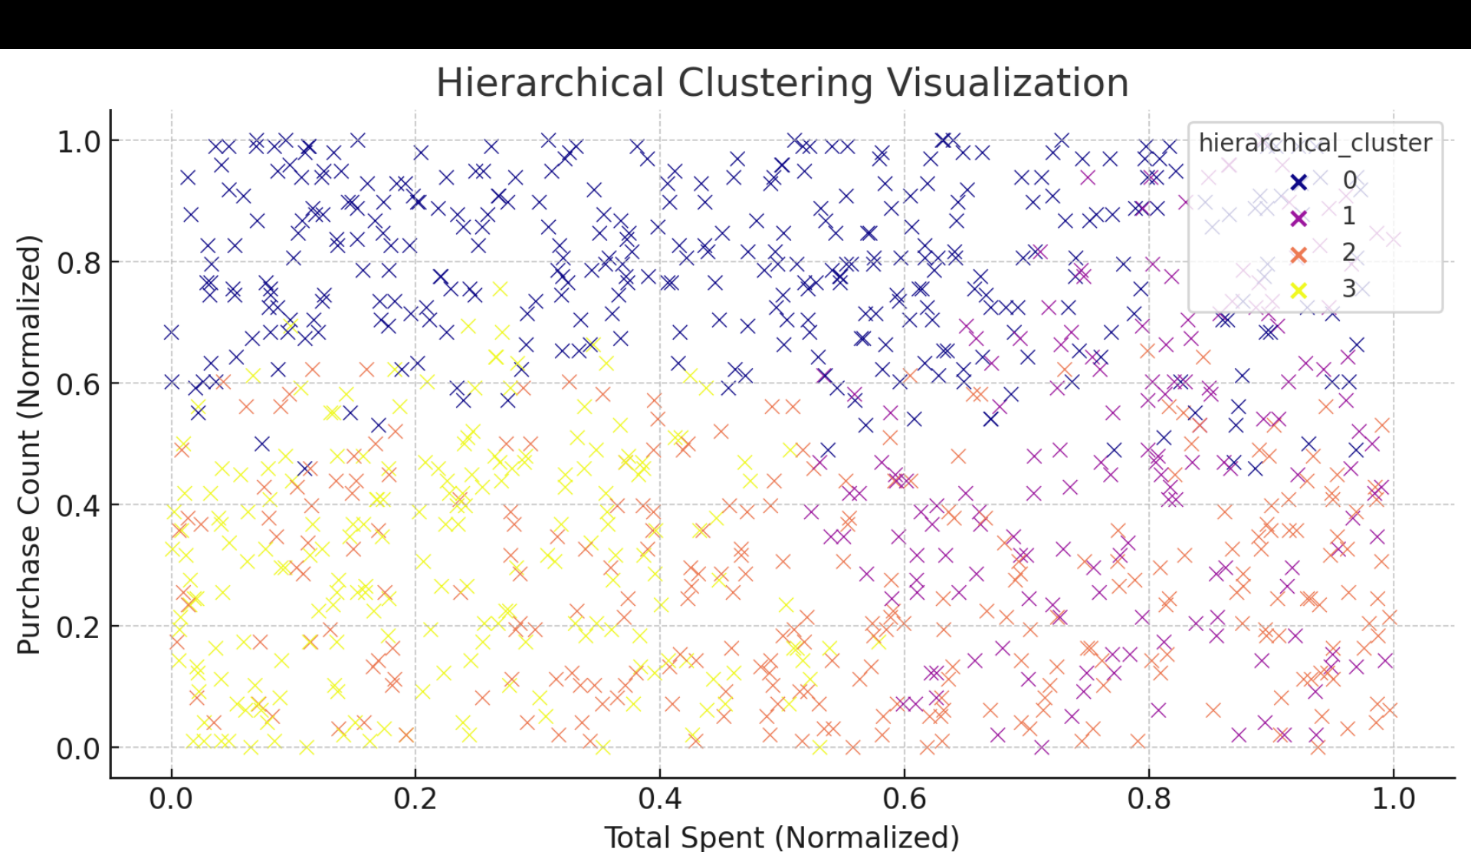 Hierarchical Clustering Visualization
hierarchical_cluster
0
1
2
3
Purchase Count (Normalized)
1.0
0.8
0.6
0.4
0.2
0.0
0.0 0.2 0.4 0.6 0.8 1.0
Total Spent (Normalized)